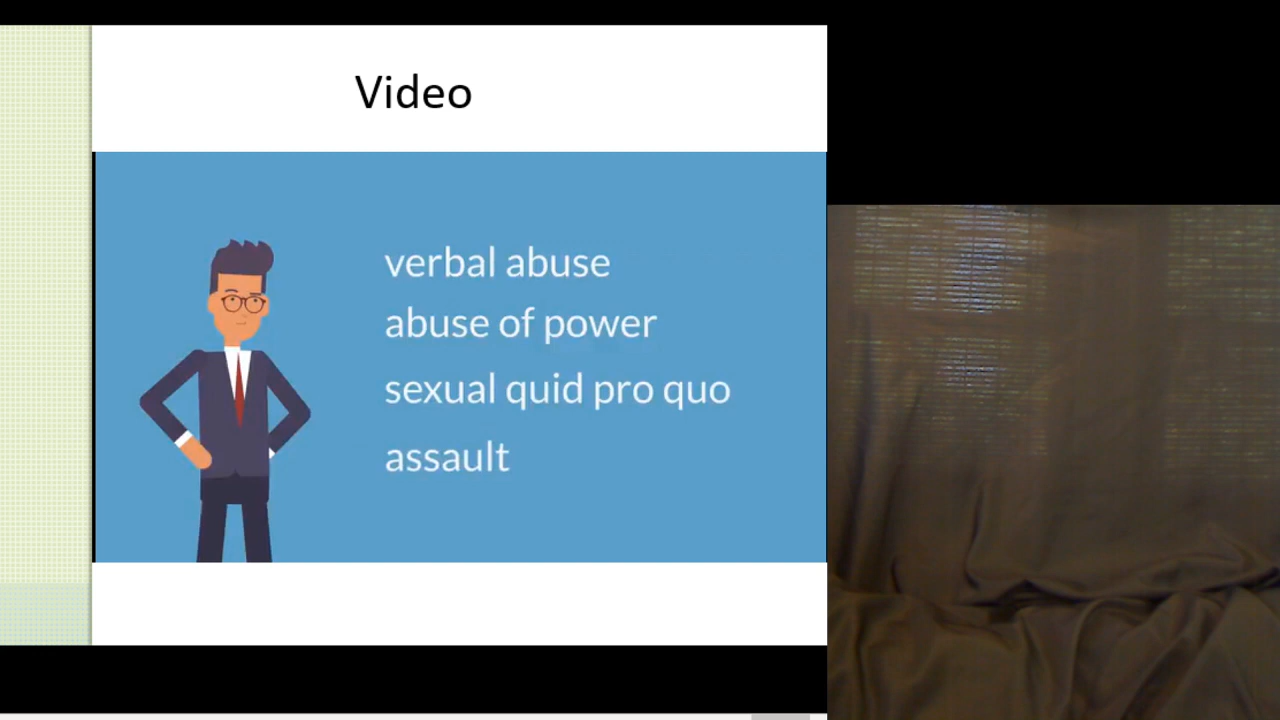 Video
verbal abuse
abuse of power
sexual quid pro quo
assault